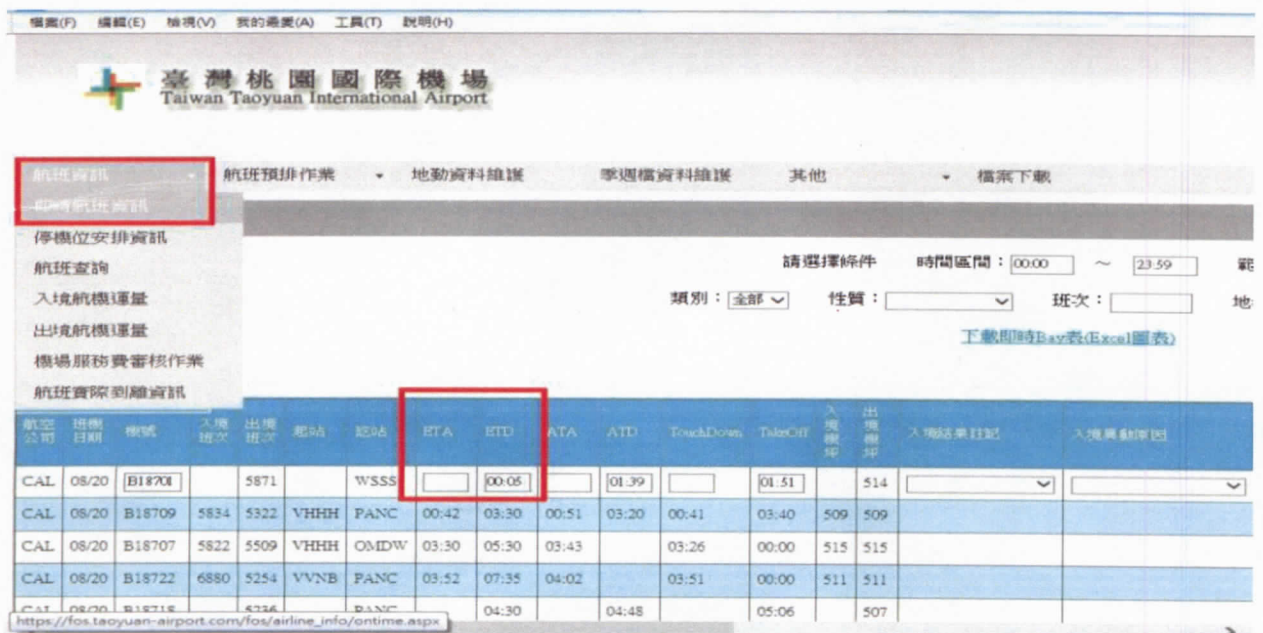 檔案(F) 編輯(E) 檢視(V) 我的最愛(A) 工具(T) 說明(H)
臺灣桃園國際機場
Taiwan Taoyuan International Airport
航班資訊 航班預排作業 地勤資料維護 季週檔資料維護 其他 檔案下載
即時航班資訊
停機位安排資訊
航班查詢
入境航機運量
出境航機運量
機場服務費審核作業
航班實際到離資訊
請選擇條件 時間區間：00:00 ～ 23:59 範
類別：全部 性質： 班次： 地
下載即時Bay表(Excel圖表)
航空公司 班機日期 機號 入境班次 出境班次 起站 迄站 ETA ETD ATA ATD TouchDown TakeOff 入境機坪 出境機坪 入境結果註記 入境異動原因
CAL 08/20 B18701 5871 WSSS 00:05 01:39 01:51 514
CAL 08/20 B18709 5834 5322 VHHH PANC 00:42 03:30 00:51 03:20 00:41 03:40 509 509
CAL 08/20 B18707 5822 5509 VHHH OMDW 03:30 05:30 03:43 03:26 00:00 515 515
CAL 08/20 B18722 6880 5254 VVNB PANC 03:52 07:35 04:02 03:51 00:00 511 511
CAL 08/20 B18718 5236 PANC 04:30 04:48 05:06 507
https://fos.taoyuan-airport.com/fos/airline_info/ontime.aspx